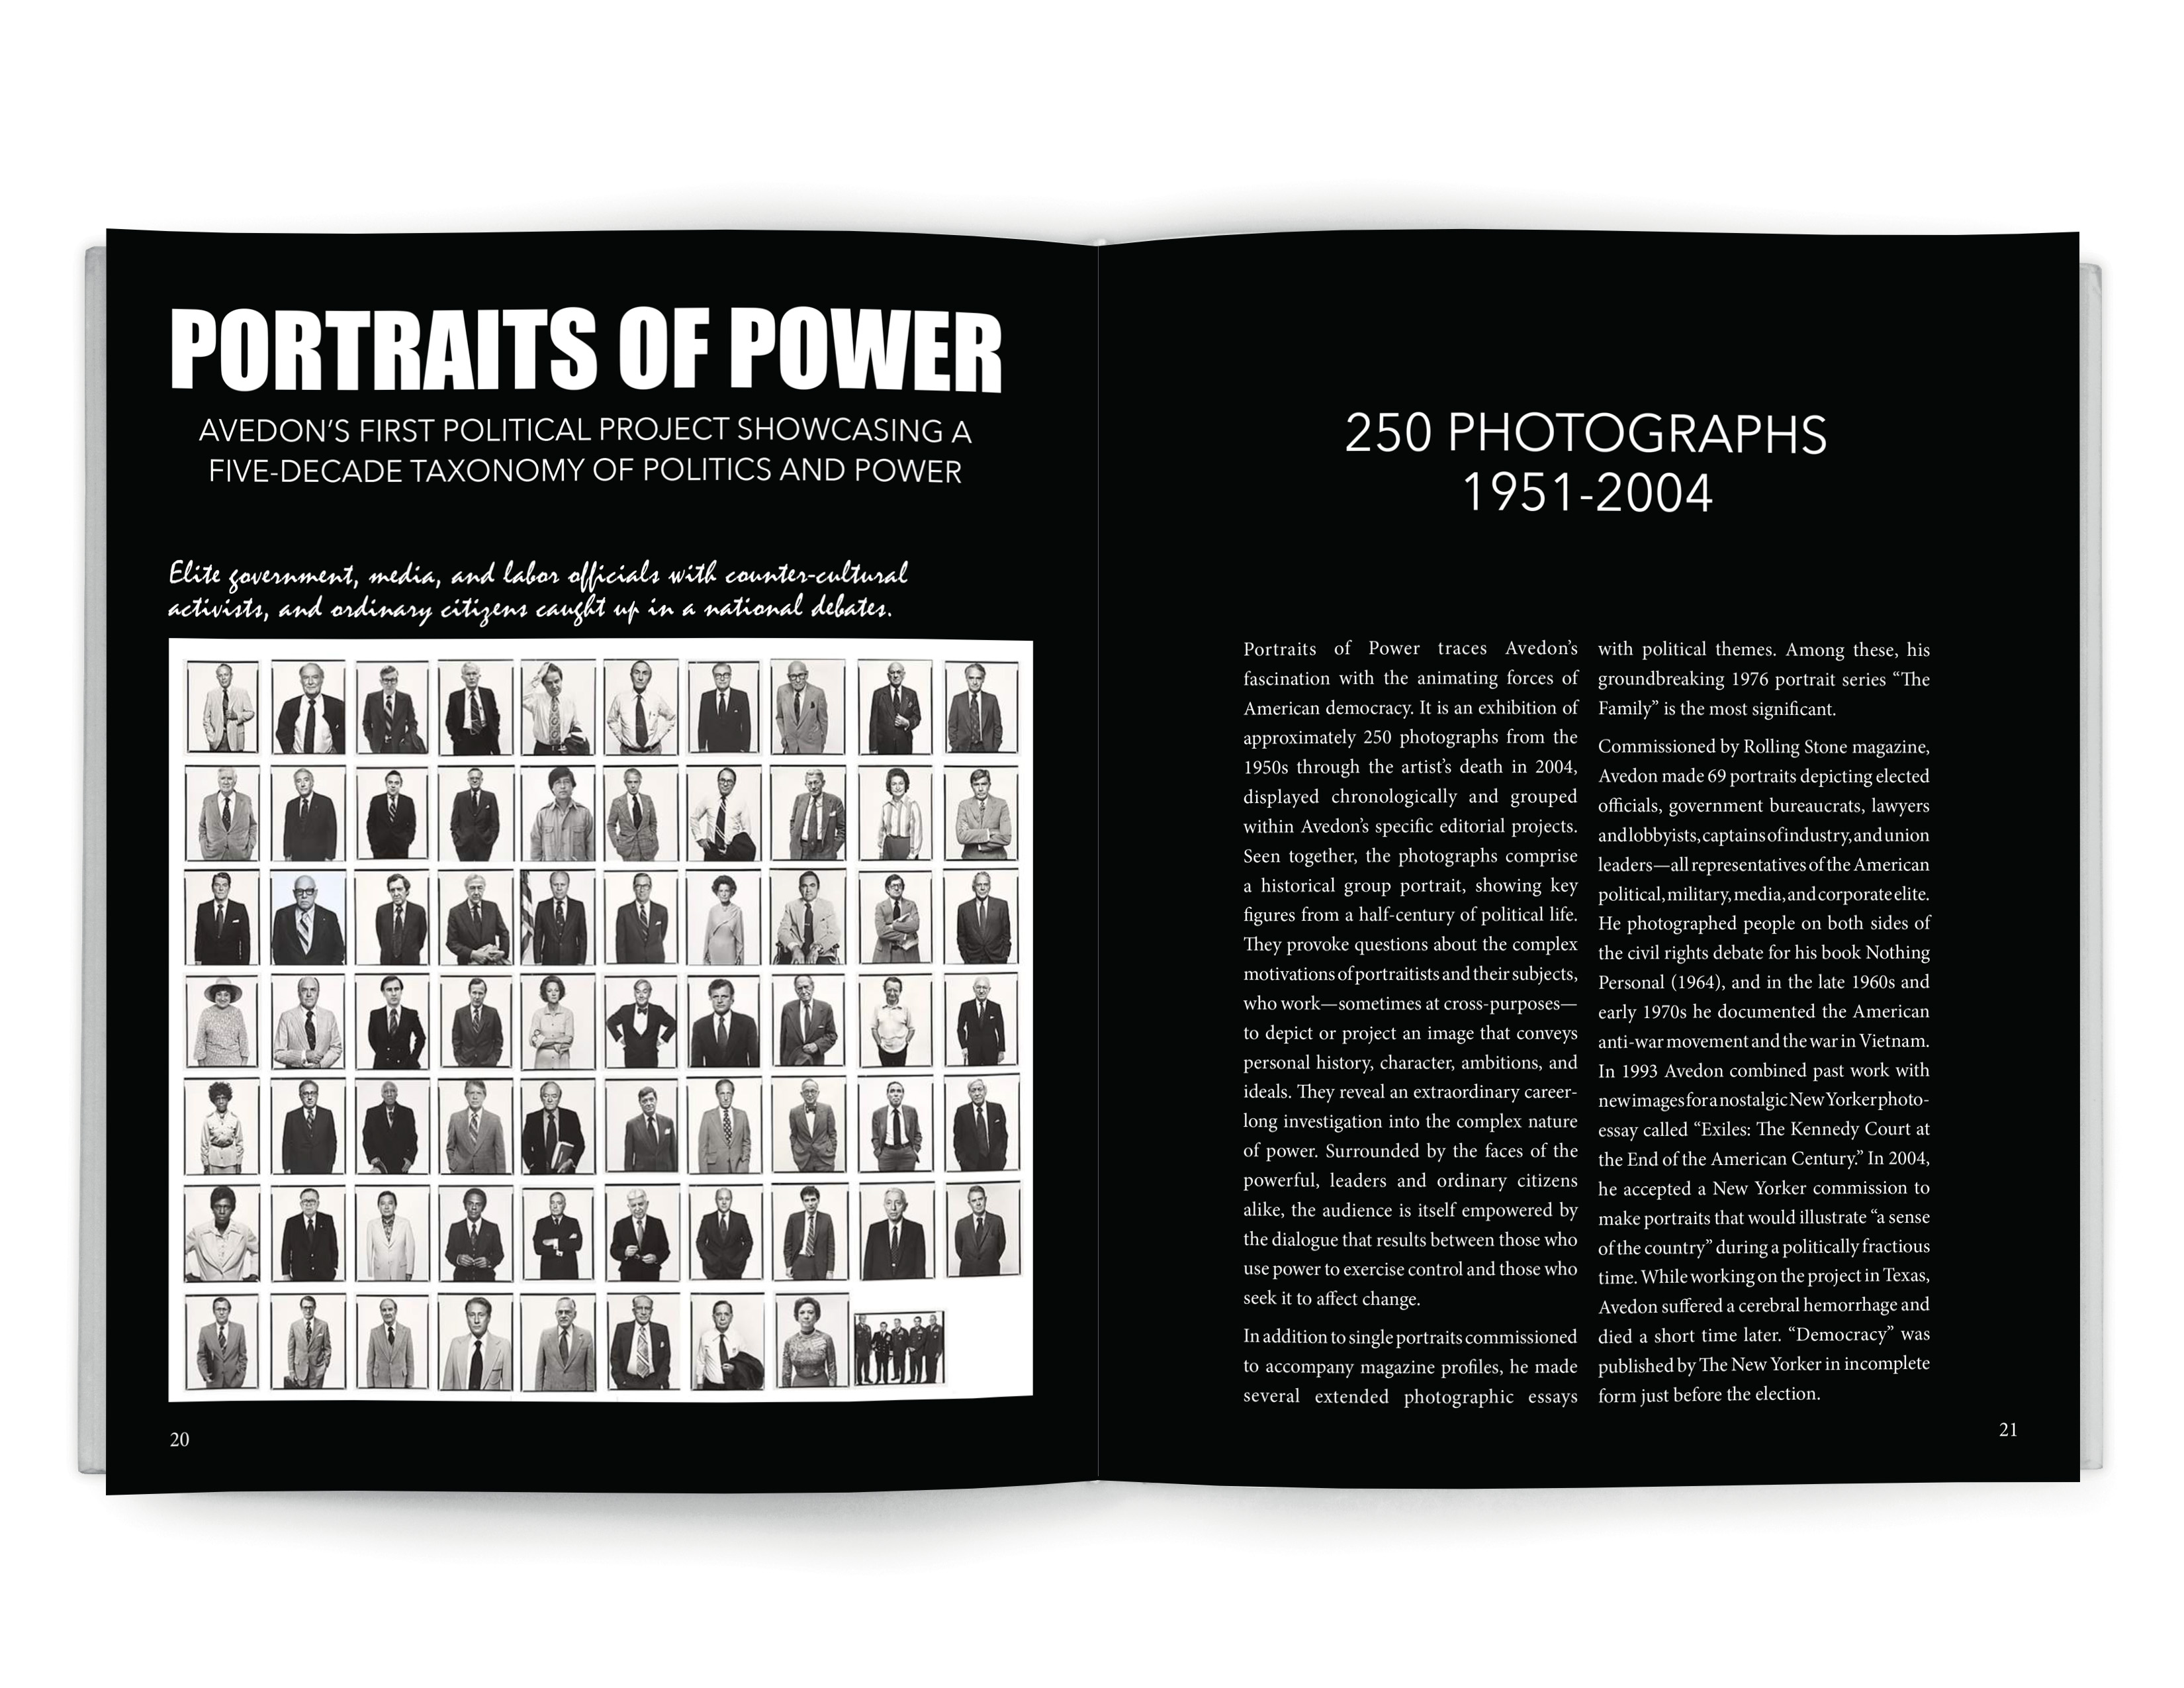 PORTRAITS OF POWER
AVEDON'S FIRST POLITICAL PROJECT SHOWCASING A
FIVE-DECADE TAXONOMY OF POLITICS AND POWER
Elite government, media, and labor officials with counter-cultural
activists, and ordinary citizens caught up in a national debates.
20
250 PHOTOGRAPHS
1951-2004
Portraits of Power traces Avedon's
fascination with the animating forces of
American democracy. It is an exhibition of
approximately 250 photographs from the
1950s through the artist's death in 2004,
displayed chronologically and grouped
within Avedon's specific editorial projects.
Seen together, the photographs comprise
a historical group portrait, showing key
figures from a half-century of political life.
They provoke questions about the complex
motivations of portraitists and their subjects,
who work—sometimes at cross-purposes—
to depict or project an image that conveys
personal history, character, ambitions, and
ideals. They reveal an extraordinary career-
long investigation into the complex nature
of power. Surrounded by the faces of the
powerful, leaders and ordinary citizens
alike, the audience is itself empowered by
the dialogue that results between those who
use power to exercise control and those who
seek it to affect change.
In addition to single portraits commissioned
to accompany magazine profiles, he made
several extended photographic essays
with political themes. Among these, his
groundbreaking 1976 portrait series “The
Family” is the most significant.
Commissioned by Rolling Stone magazine,
Avedon made 69 portraits depicting elected
officials, government bureaucrats, lawyers
and lobbyists, captains of industry, and union
leaders—all representatives of the American
political, military, media, and corporate elite.
He photographed people on both sides of
the civil rights debate for his book Nothing
Personal (1964), and in the late 1960s and
early 1970s he documented the American
anti-war movement and the war in Vietnam.
In 1993 Avedon combined past work with
new images for a nostalgic New Yorker photo-
essay called “Exiles: The Kennedy Court at
the End of the American Century.” In 2004,
he accepted a New Yorker commission to
make portraits that would illustrate “a sense
of the country” during a politically fractious
time. While working on the project in Texas,
Avedon suffered a cerebral hemorrhage and
died a short time later. “Democracy” was
published by The New Yorker in incomplete
form just before the election.
21